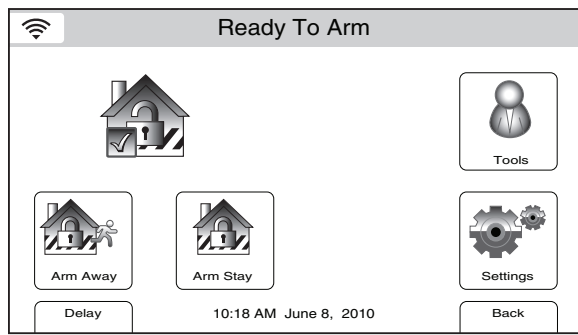 Ready To Arm
Tools
Arm Away
Arm Stay
Settings
Delay
10:18 AM June 8, 2010
Back